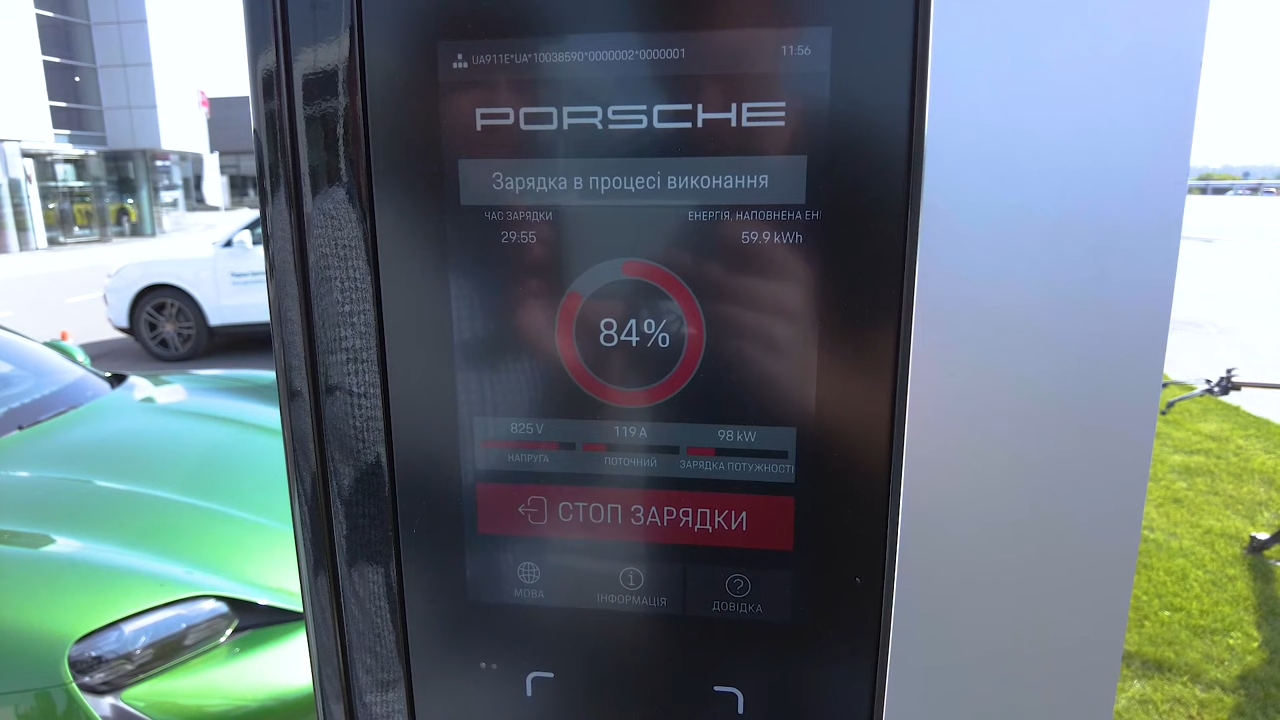 UA911E*UA*10038590*0000002*0000001 11:56
PORSCHE
Зарядка в процесі виконання
ЧАС ЗАРЯДКИ ЕНЕРГІЯ, НАПОВНЕНА ЕН
29:55 59.9 kWh
84%
825 V 119 A 98 kW
НАПРУГА ПОТОЧНИЙ ЗАРЯДКА ПОТУЖНОСТІ
СТОП ЗАРЯДКИ
МОВА ІНФОРМАЦІЯ ДОВІДКА